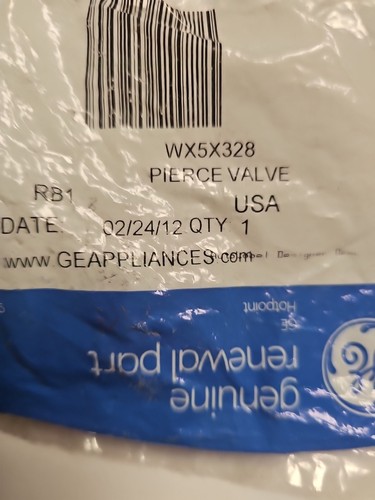 WX5X328
PIERCE VALVE
RB1
USA
DATE 02/24/12 QTY 1
www.GEAPPLIANCES.com
genuine
renewal part
GE
Hotpoint